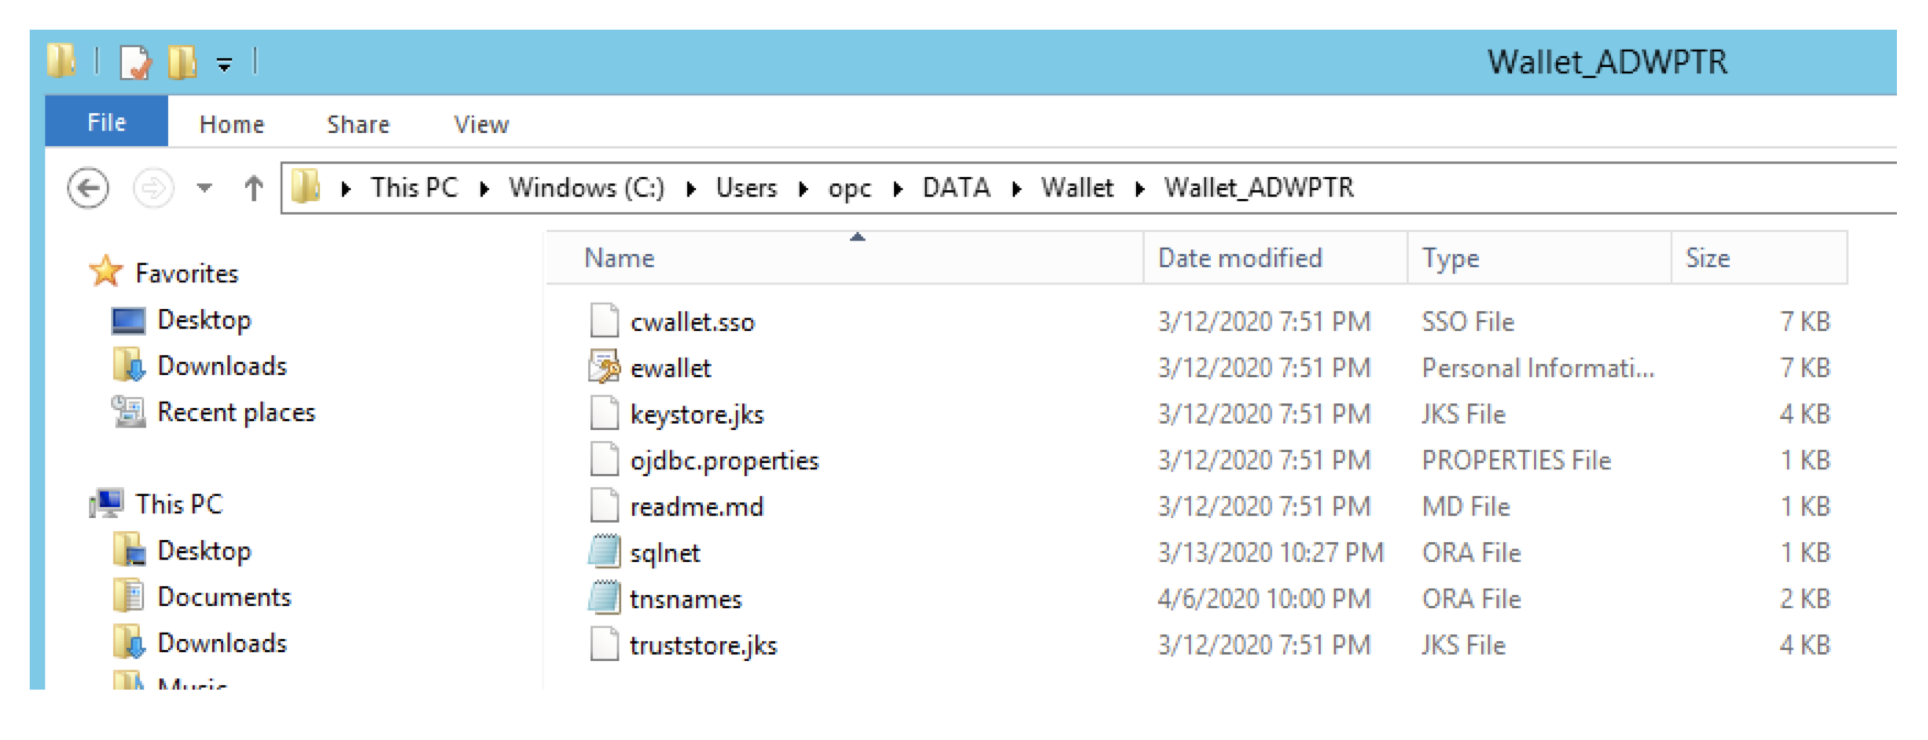 Wallet_ADWPTR
File Home Share View
This PC Windows (C:) Users opc DATA Wallet Wallet_ADWPTR
Name Date modified Type Size
Favorites
Desktop
Downloads
Recent places
This PC
Desktop
Documents
Downloads
Music
cwallet.sso 3/12/2020 7:51 PM SSO File 7 KB
ewallet 3/12/2020 7:51 PM Personal Informati... 7 KB
keystore.jks 3/12/2020 7:51 PM JKS File 4 KB
ojdbc.properties 3/12/2020 7:51 PM PROPERTIES File 1 KB
readme.md 3/12/2020 7:51 PM MD File 1 KB
sqlnet 3/13/2020 10:27 PM ORA File 1 KB
tnsnames 4/6/2020 10:00 PM ORA File 2 KB
truststore.jks 3/12/2020 7:51 PM JKS File 4 KB